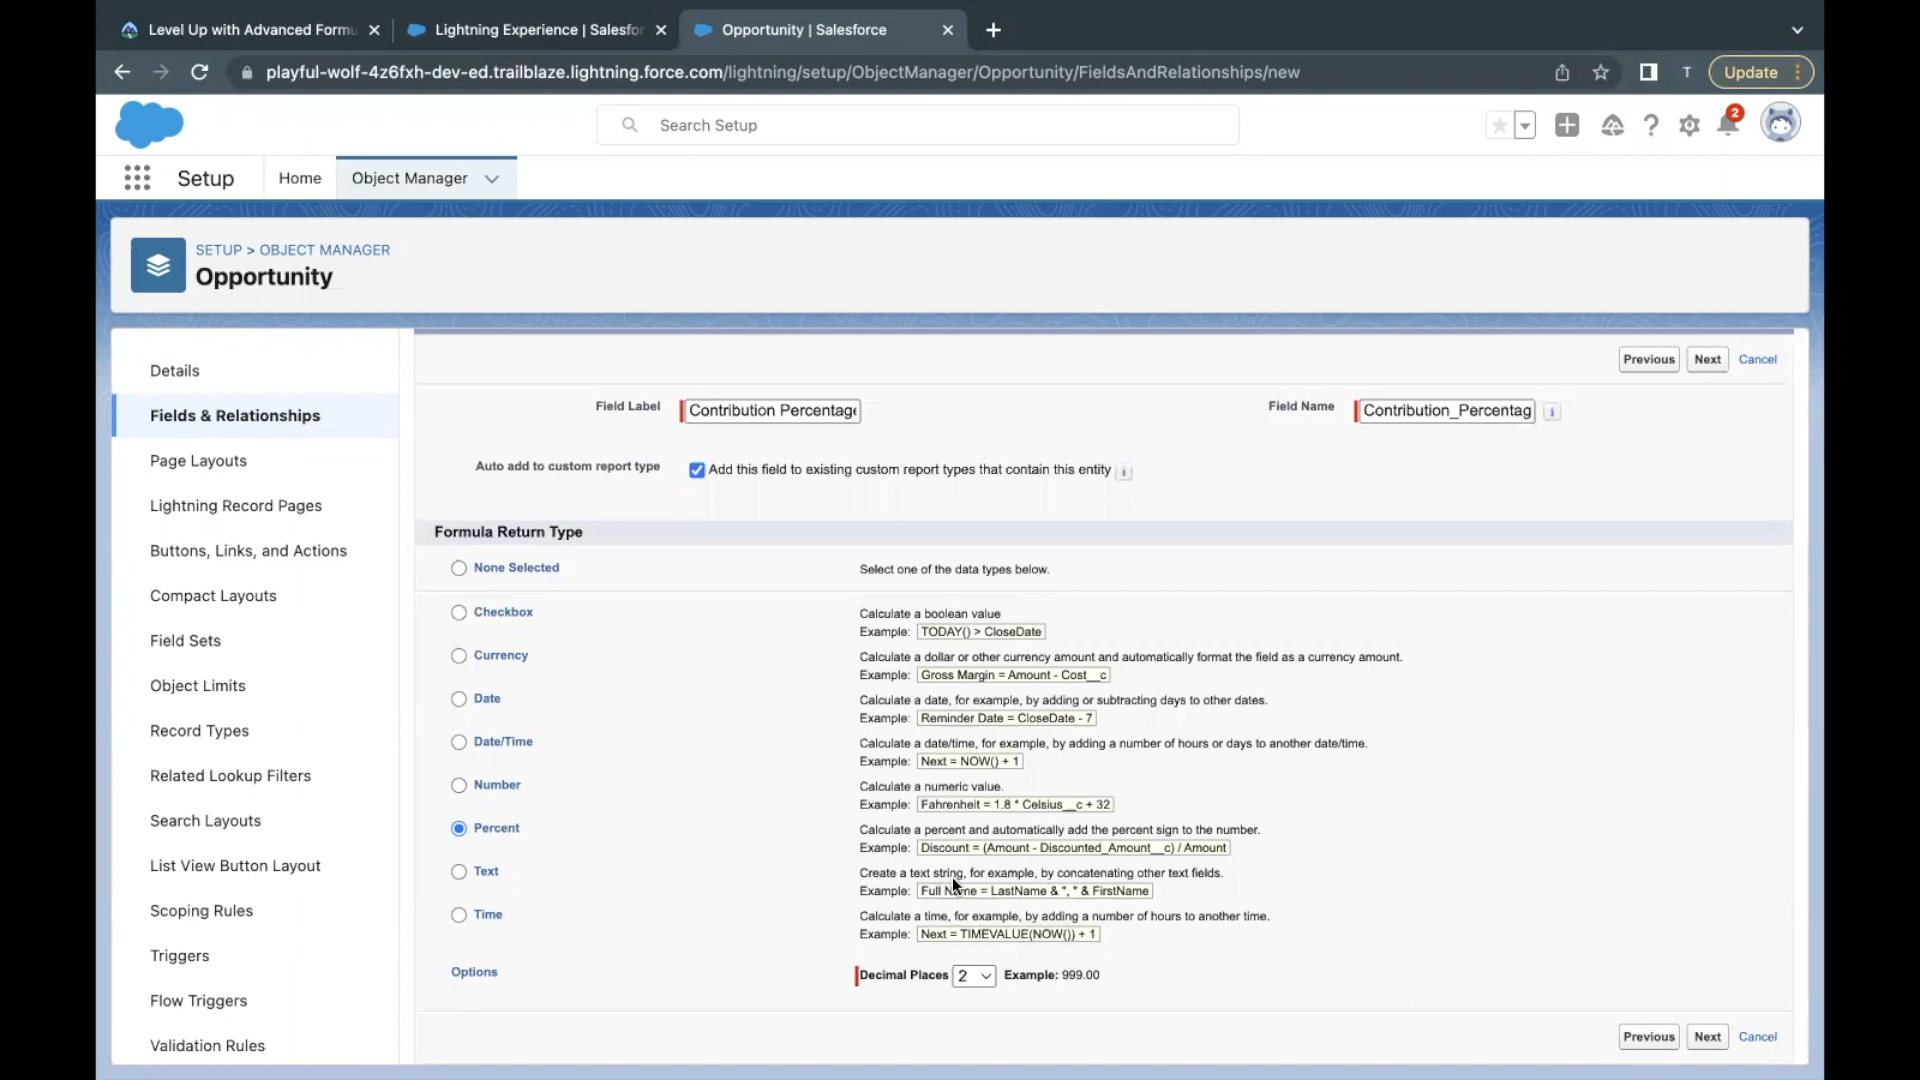 Level Up with Advanced Formu
Lightning Experience | Salesfor
Opportunity | Salesforce
playful-wolf-4z6fxh-dev-ed.trailblaze.lightning.force.com/lightning/setup/ObjectManager/Opportunity/FieldsAndRelationships/new
T
Update
Search Setup
2
Setup
Home
Object Manager
SETUP > OBJECT MANAGER
Opportunity
Details
Fields & Relationships
Page Layouts
Lightning Record Pages
Buttons, Links, and Actions
Compact Layouts
Field Sets
Object Limits
Record Types
Related Lookup Filters
Search Layouts
List View Button Layout
Scoping Rules
Triggers
Flow Triggers
Validation Rules
Previous Next Cancel
Field Label Contribution Percentage
Field Name Contribution_Percentag i
Auto add to custom report type Add this field to existing custom report types that contain this entity i
Formula Return Type
None Selected Select one of the data types below.
Checkbox Calculate a boolean value
Example: TODAY() > CloseDate
Currency Calculate a dollar or other currency amount and automatically format the field as a currency amount.
Example: Gross Margin = Amount - Cost__c
Date Calculate a date, for example, by adding or subtracting days to other dates.
Example: Reminder Date = CloseDate - 7
Date/Time Calculate a date/time, for example, by adding a number of hours or days to another date/time.
Example: Next = NOW() + 1
Number Calculate a numeric value.
Example: Fahrenheit = 1.8 * Celsius__c + 32
Percent Calculate a percent and automatically add the percent sign to the number.
Example: Discount = (Amount - Discounted_Amount__c) / Amount
Text Create a text string, for example, by concatenating other text fields.
Example: Full Name = LastName & ", " & FirstName
Time Calculate a time, for example, by adding a number of hours to another time.
Example: Next = TIMEVALUE(NOW()) + 1
Options Decimal Places 2 Example: 999.00
Previous Next Cancel